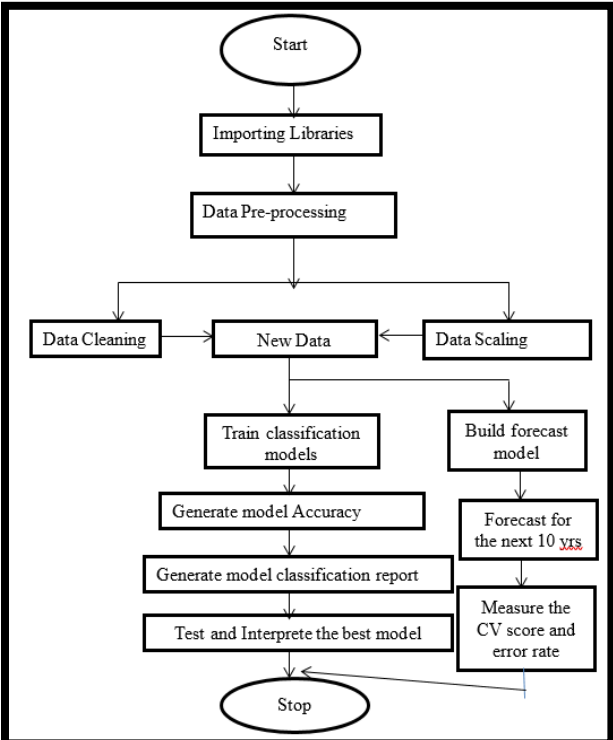 Start
Importing Libraries
Data Pre-processing
Data Cleaning
New Data
Data Scaling
Train classification
models
Build forecast
model
Generate model Accuracy
Forecast for
the next 10 yrs
Generate model classification report
Measure the
CV score and
error rate
Test and Interprete the best model
Stop